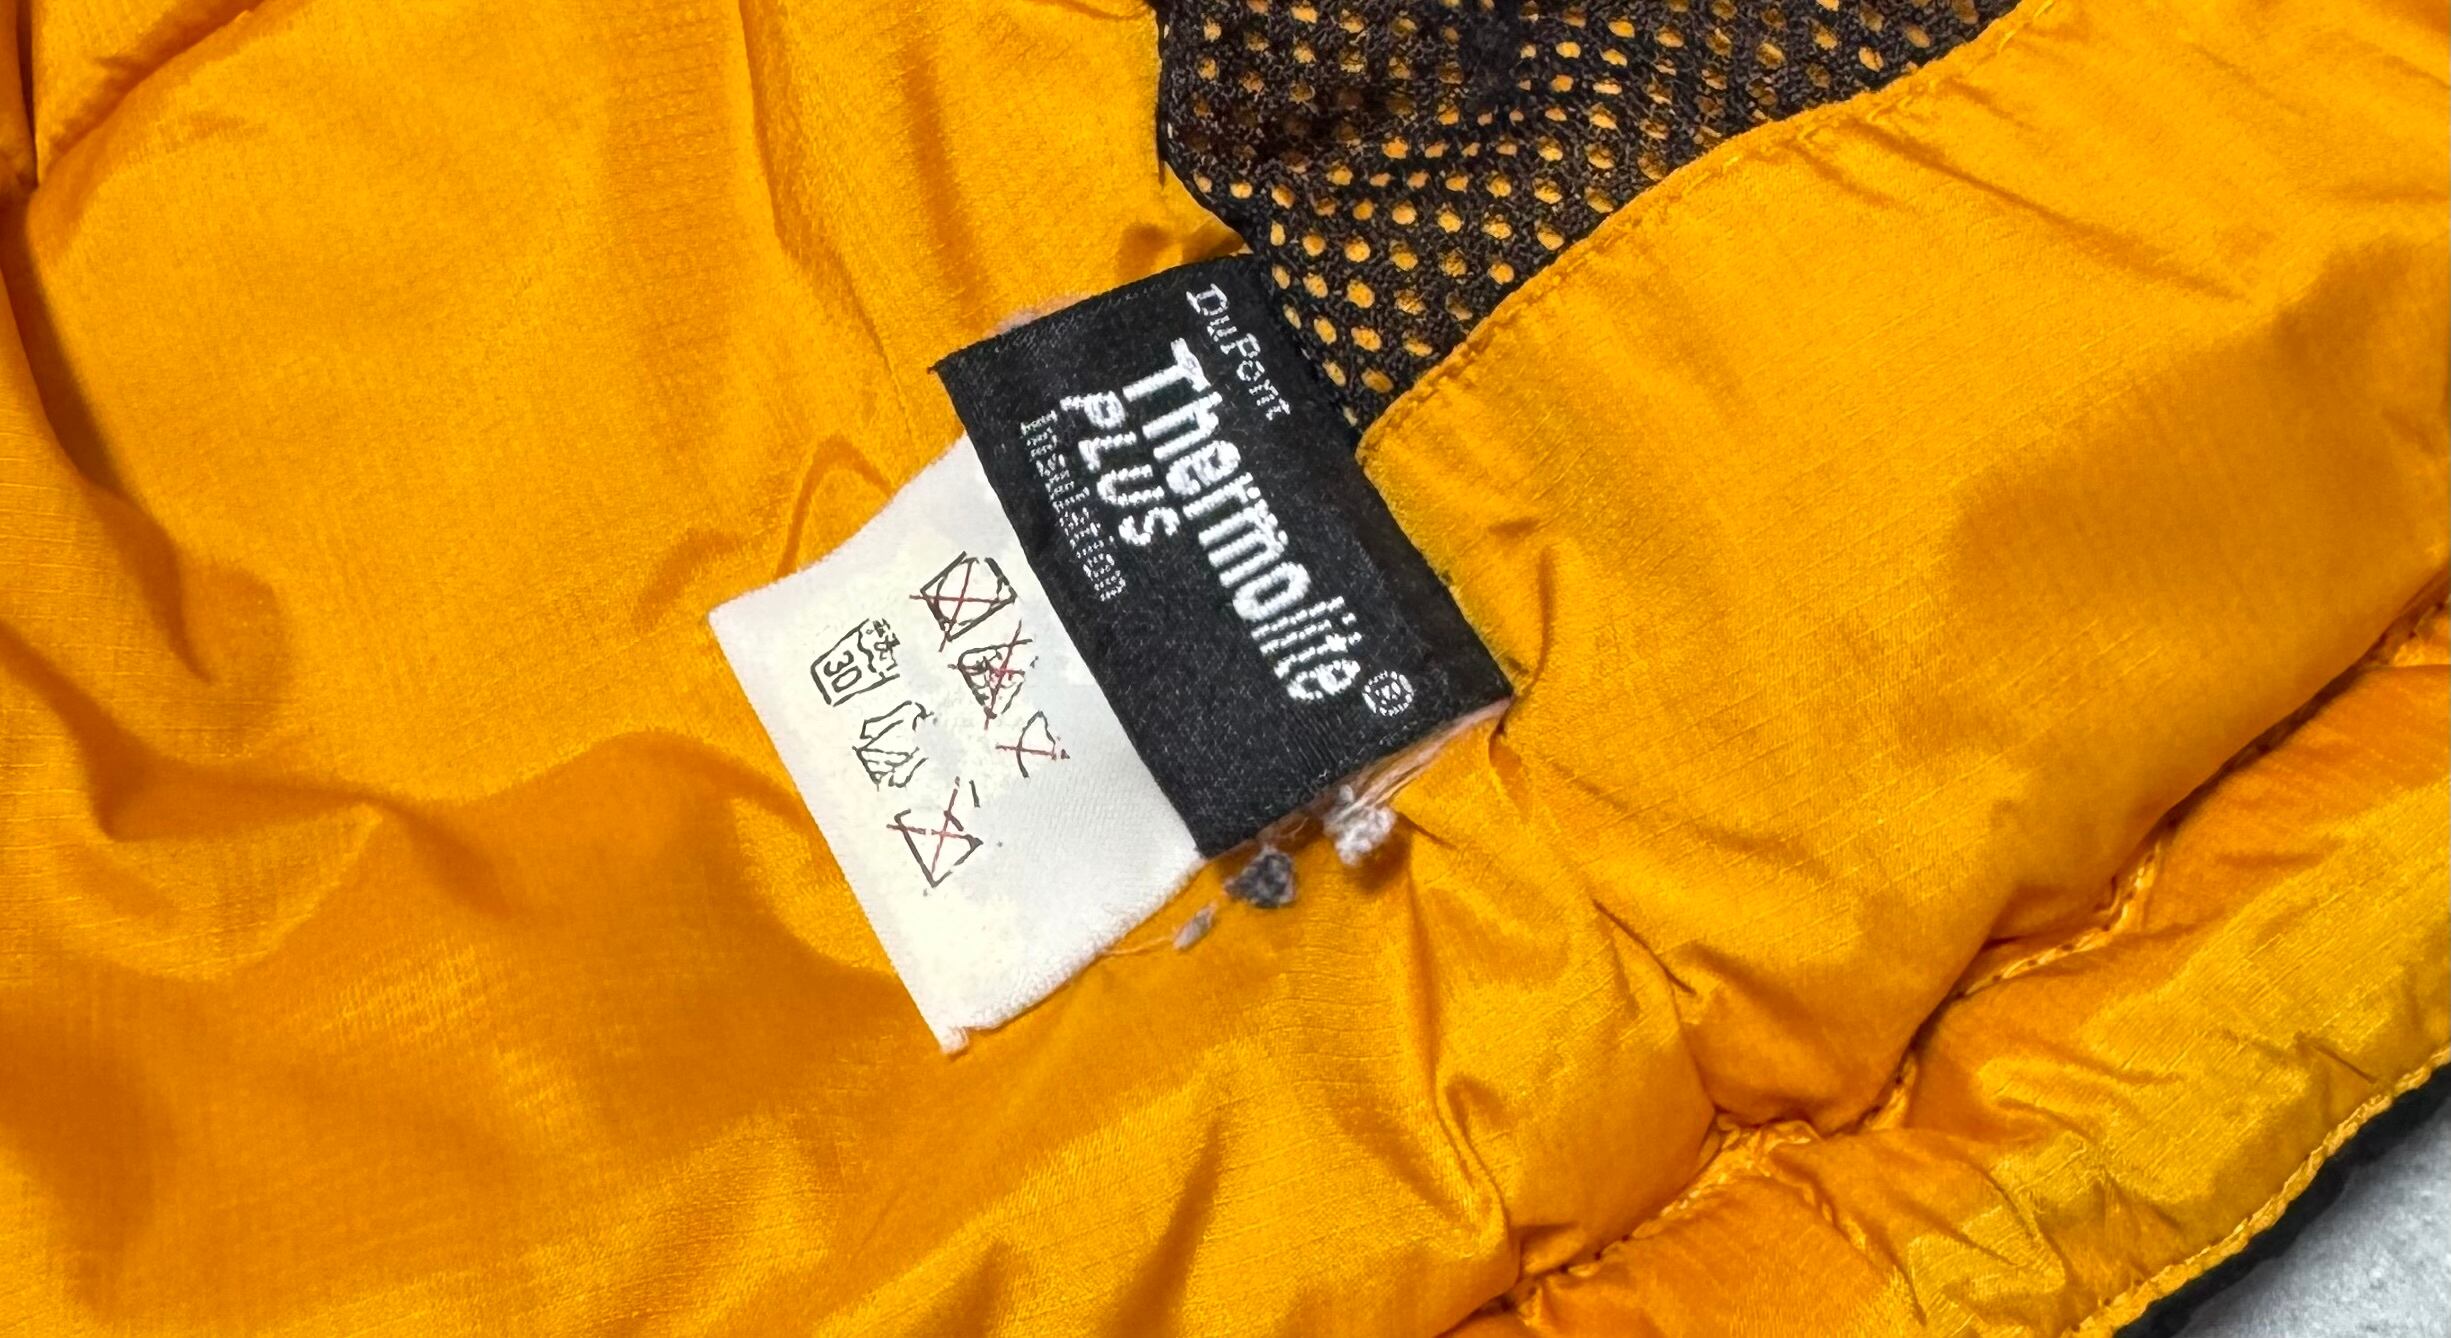 DuPont
Thermolite®
PLUS
Insulation
30